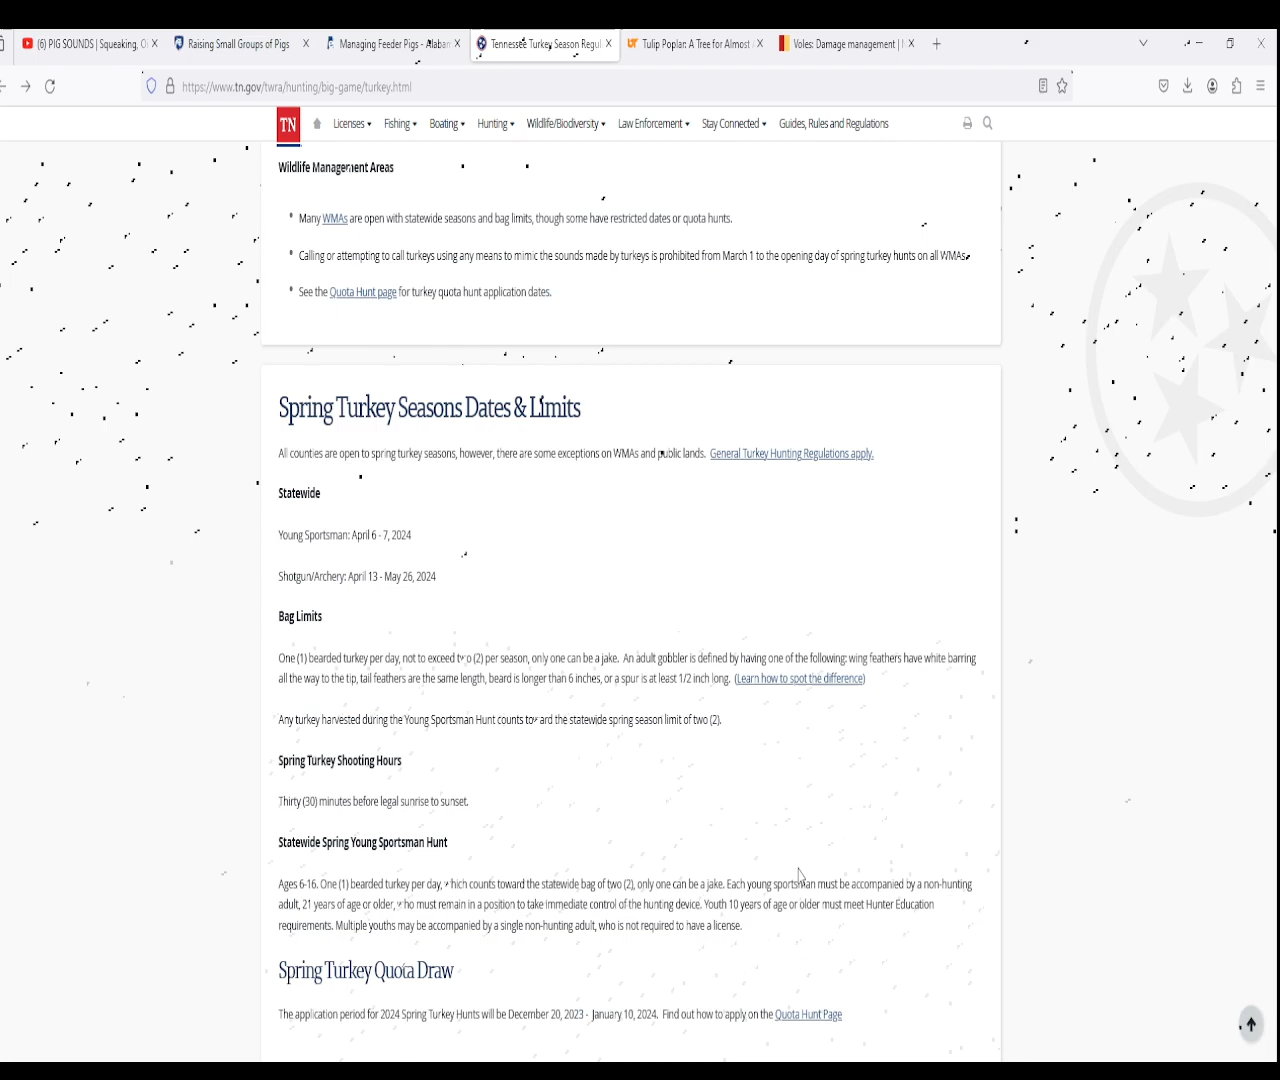 (6) PIG SOUNDS | Squeaking, O
Raising Small Groups of Pigs
Managing Feeder Pigs - Alabam
Tennessee Turkey Season Regul
Tulip Poplar: A Tree for Almost
Voles: Damage management |
https://www.tn.gov/twra/hunting/big-game/turkey.html
TN
Licenses
Fishing
Boating
Hunting
Wildlife/Biodiversity
Law Enforcement
Stay Connected
Guides, Rules and Regulations
Wildlife Management Areas
Many WMAs are open with statewide seasons and bag limits, though some have restricted dates or quota hunts.
Calling or attempting to call turkeys using any means to mimic the sounds made by turkeys is prohibited from March 1 to the opening day of spring turkey hunts on all WMAs.
See the Quota Hunt page for turkey quota hunt application dates.
Spring Turkey Seasons Dates & Limits
All counties are open to spring turkey seasons, however, there are some exceptions on WMAs and public lands. General Turkey Hunting Regulations apply.
Statewide
Young Sportsman: April 6 - 7, 2024
Shotgun/Archery: April 13 - May 26, 2024
Bag Limits
One (1) bearded turkey per day, not to exceed two (2) per season, only one can be a jake. An adult gobbler is defined by having one of the following: wing feathers have white barring
all the way to the tip, tail feathers are the same length, beard is longer than 6 inches, or a spur is at least 1/2 inch long. (Learn how to spot the difference)
Any turkey harvested during the Young Sportsman Hunt counts toward the statewide spring season limit of two (2).
Spring Turkey Shooting Hours
Thirty (30) minutes before legal sunrise to sunset.
Statewide Spring Young Sportsman Hunt
Ages 6-16. One (1) bearded turkey per day, which counts toward the statewide bag of two (2), only one can be a jake. Each young sportsman must be accompanied by a non-hunting
adult, 21 years of age or older, who must remain in a position to take immediate control of the hunting device. Youth 10 years of age or older must meet Hunter Education
requirements. Multiple youths may be accompanied by a single non-hunting adult, who is not required to have a license.
Spring Turkey Quota Draw
The application period for 2024 Spring Turkey Hunts will be December 20, 2023 - January 10, 2024. Find out how to apply on the Quota Hunt Page